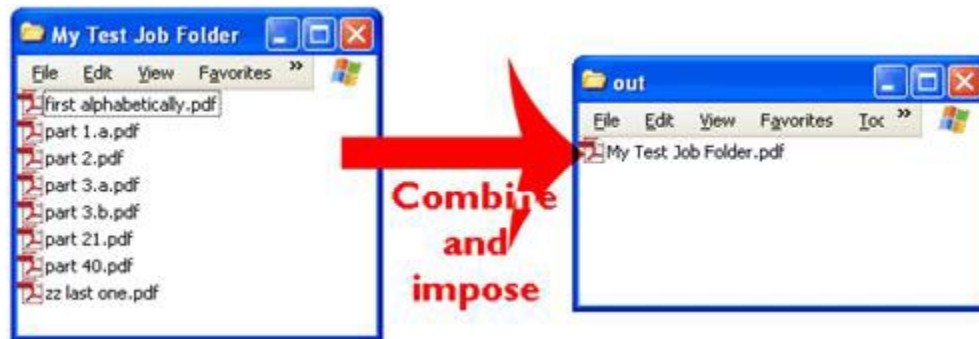 My Test Job Folder
File Edit View Favorites »
first alphabetically.pdf
part 1.a.pdf
part 2.pdf
part 3.a.pdf
part 3.b.pdf
part 21.pdf
part 40.pdf
zz last one.pdf
Combine
and
impose
out
File Edit View Favorites Toc »
My Test Job Folder.pdf